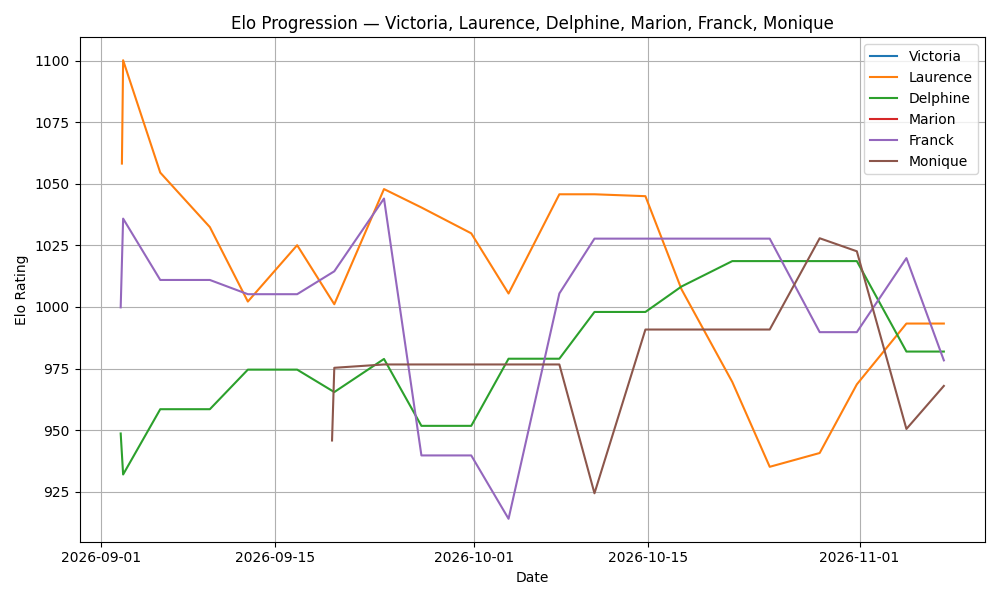 Elo Progression — Victoria, Laurence, Delphine, Marion, Franck, Monique
Victoria
Laurence
Delphine
Marion
Franck
Monique
Elo Rating
1100
1075
1050
1025
1000
975
950
925
2026-09-01
2026-09-15
2026-10-01
2026-10-15
2026-11-01
Date